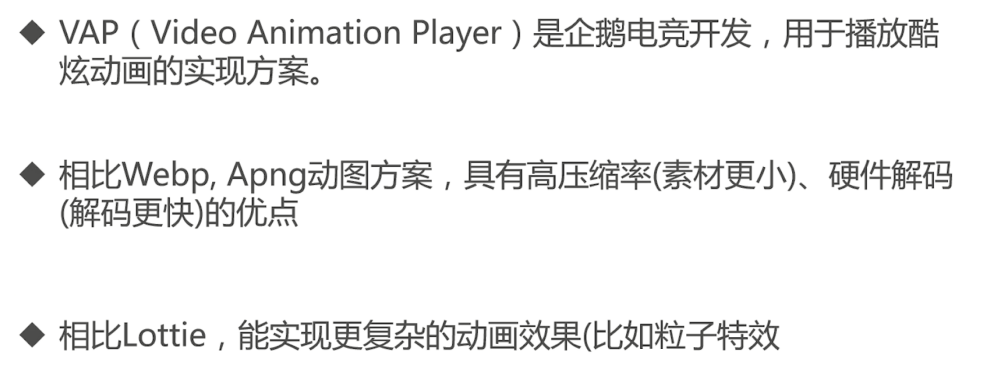 ◆ VAP（Video Animation Player）是企鹅电竞开发，用于播放酷
炫动画的实现方案。
◆ 相比Webp, Apng动图方案，具有高压缩率(素材更小)、硬件解码
(解码更快)的优点
◆ 相比Lottie，能实现更复杂的动画效果(比如粒子特效